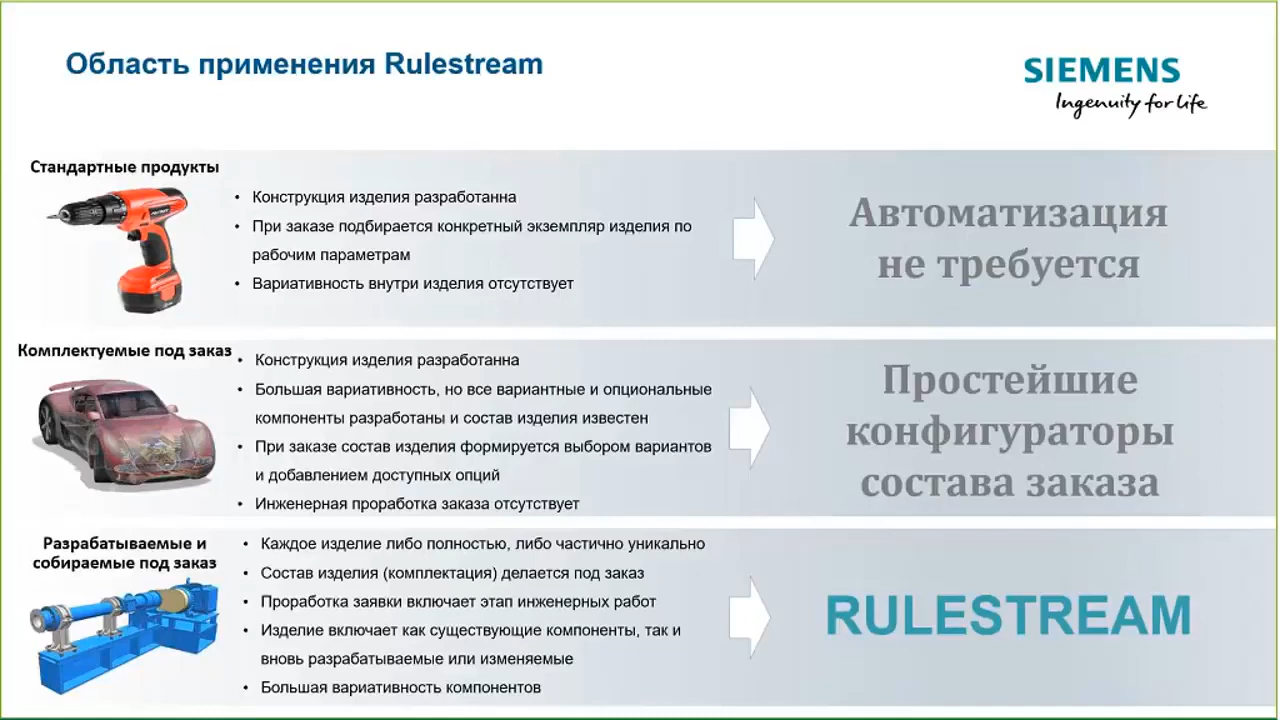 Область применения Rulestream
SIEMENS
Ingenuity for life
Стандартные продукты
• Конструкция изделия разработанна
• При заказе подбирается конкретный экземпляр изделия по
рабочим параметрам
• Вариативность внутри изделия отсутствует
Автоматизация
не требуется
Комплектуемые под заказ
• Конструкция изделия разработанна
• Большая вариативность, но все вариантные и опциональные
компоненты разработаны и состав изделия известен
• При заказе состав изделия формируется выбором вариантов
и добавлением доступных опций
• Инженерная проработка заказа отсутствует
Простейшие
конфигураторы
состава заказа
Разрабатываемые и
собираемые под заказ
• Каждое изделие либо полностью, либо частично уникально
• Состав изделия (комплектация) делается под заказ
• Проработка заявки включает этап инженерных работ
• Изделие включает как существующие компоненты, так и
вновь разрабатываемые или изменяемые
• Большая вариативность компонентов
RULESTREAM